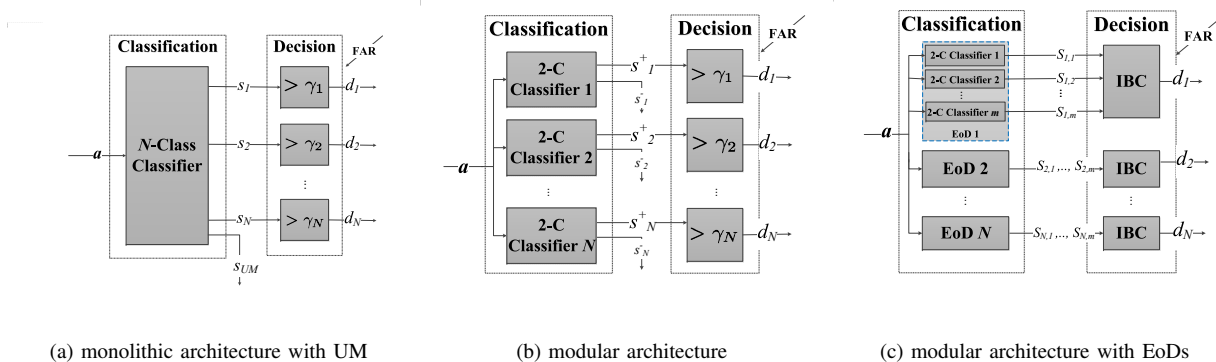 Classification
Decision
FAR
N-Class
Classifier
a
s1
> γ1
d1
s2
> γ2
d2
⋮
sN
> γN
dN
sUM
(a) monolithic architecture with UM
Classification
Decision
FAR
2-C
Classifier 1
s+1
s-1
> γ1
d1
a
2-C
Classifier 2
s+2
s-2
> γ2
d2
⋮
⋮
2-C
Classifier N
s+N
s-N
> γN
dN
(b) modular architecture
Classification
Decision
FAR
2-C Classifier 1
S1,1
2-C Classifier 2
S1,2
⋮
⋮
2-C Classifier m
S1,m
EoD 1
IBC
d1
a
EoD 2
S2,1 ,.., S2,m
IBC
d2
⋮
⋮
EoD N
SN,1 ,.., SN,m
IBC
dN
(c) modular architecture with EoDs